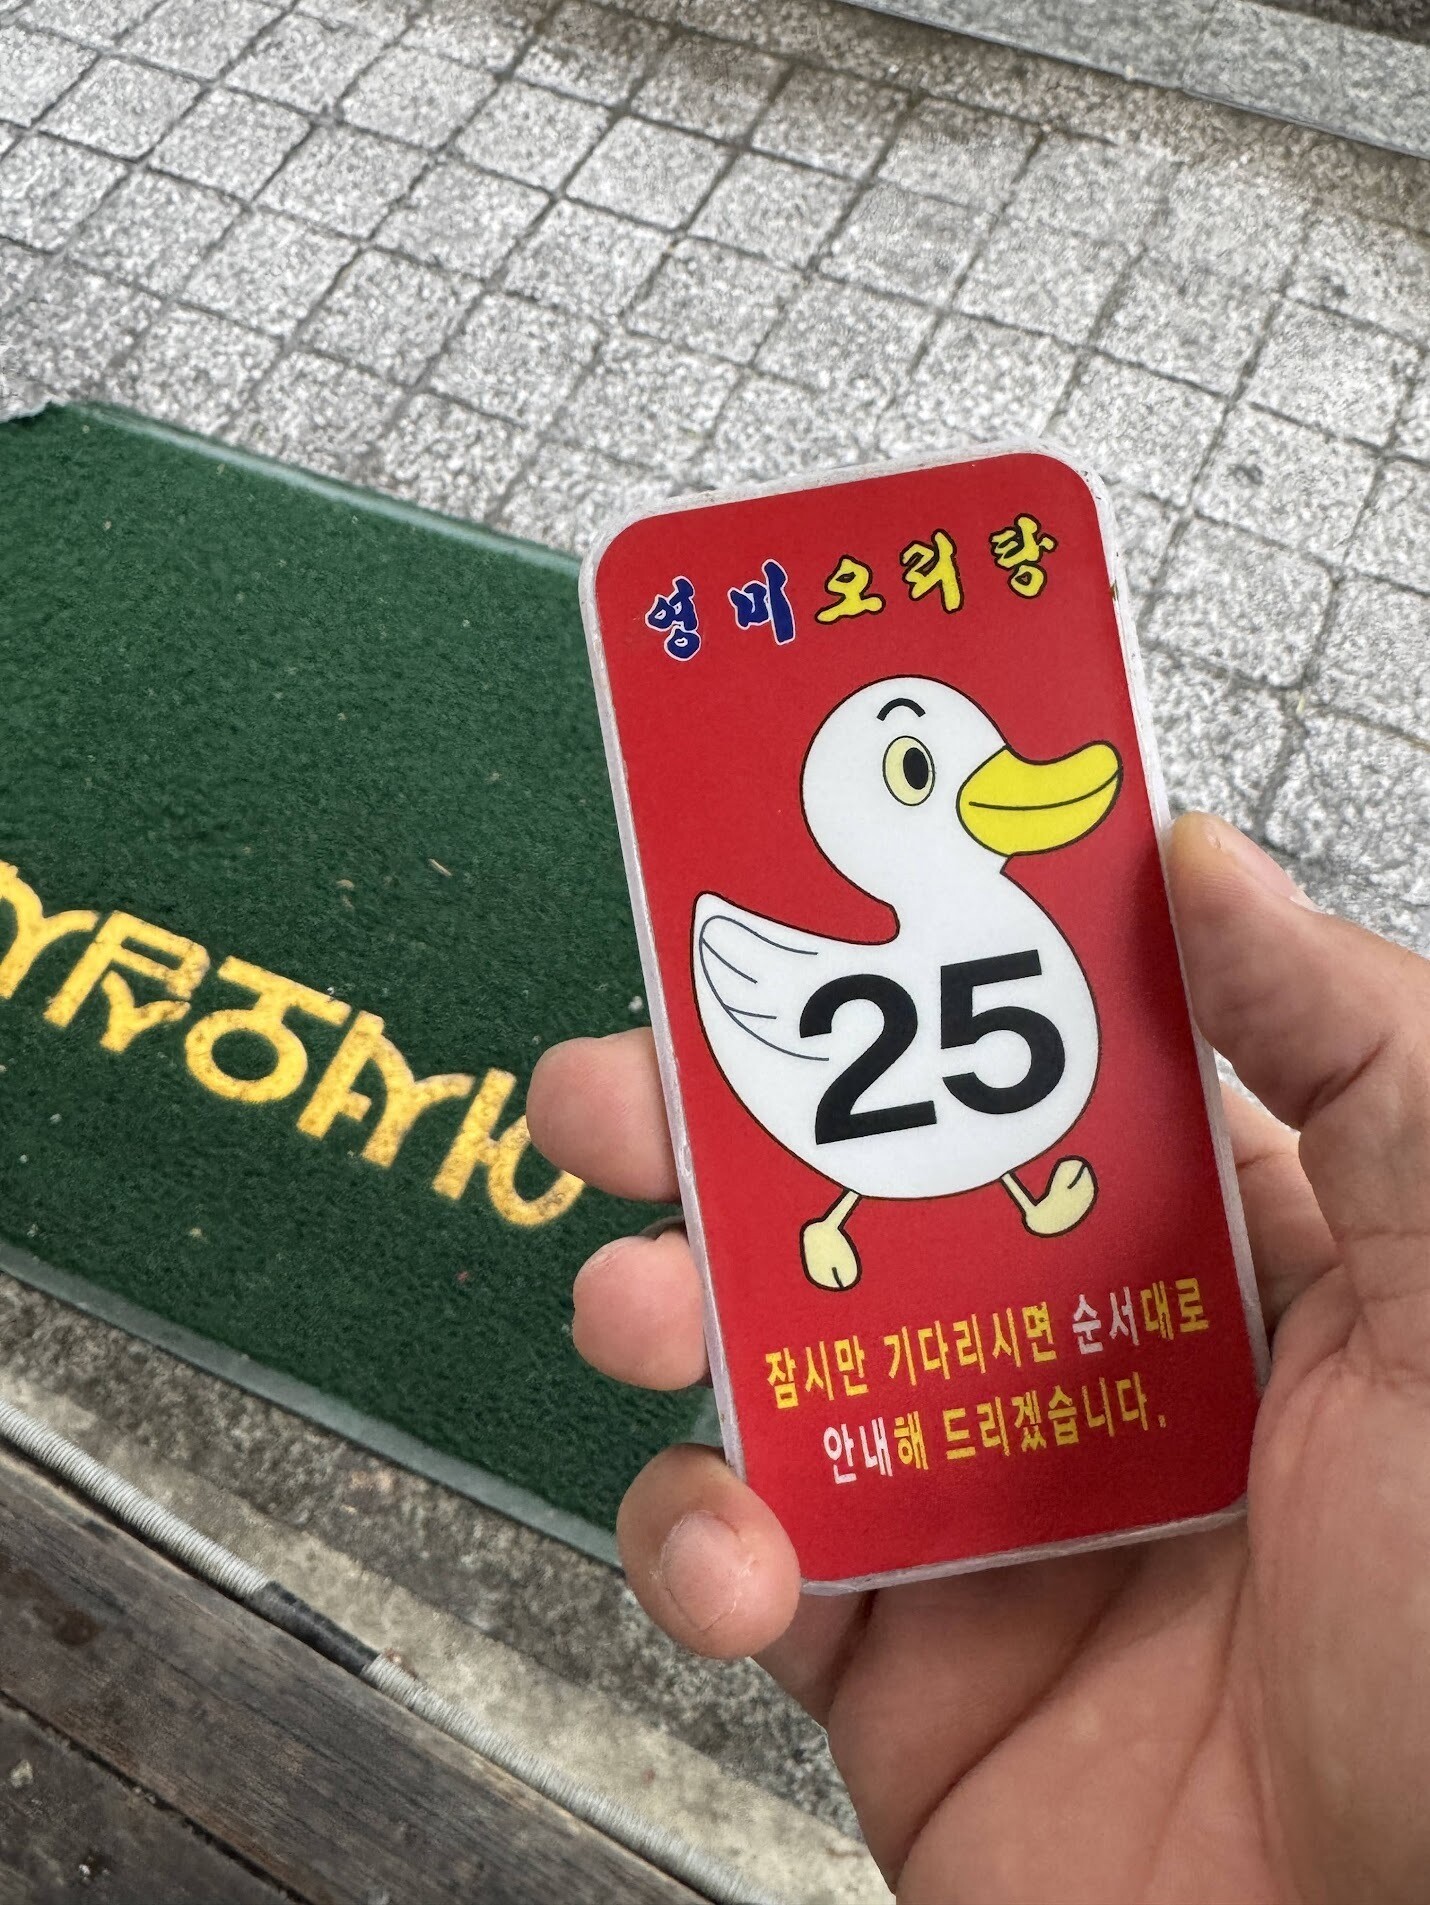 영미오리탕
25
잠시만 기다리시면 순서대로
안내해 드리겠습니다.